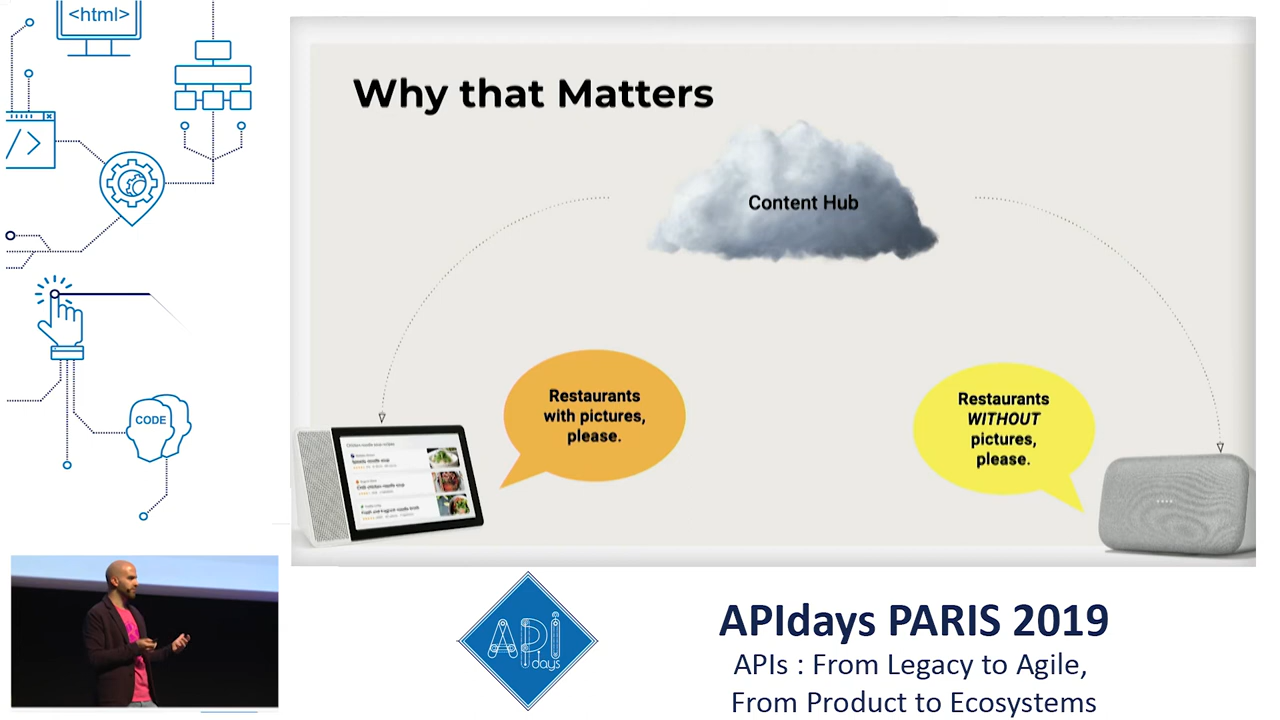 <html>
</>
CODE
Why that Matters
Content Hub
Restaurants
with pictures,
please.
Restaurants
WITHOUT
pictures,
please.
API
days
APIdays PARIS 2019
APIs : From Legacy to Agile,
From Product to Ecosystems